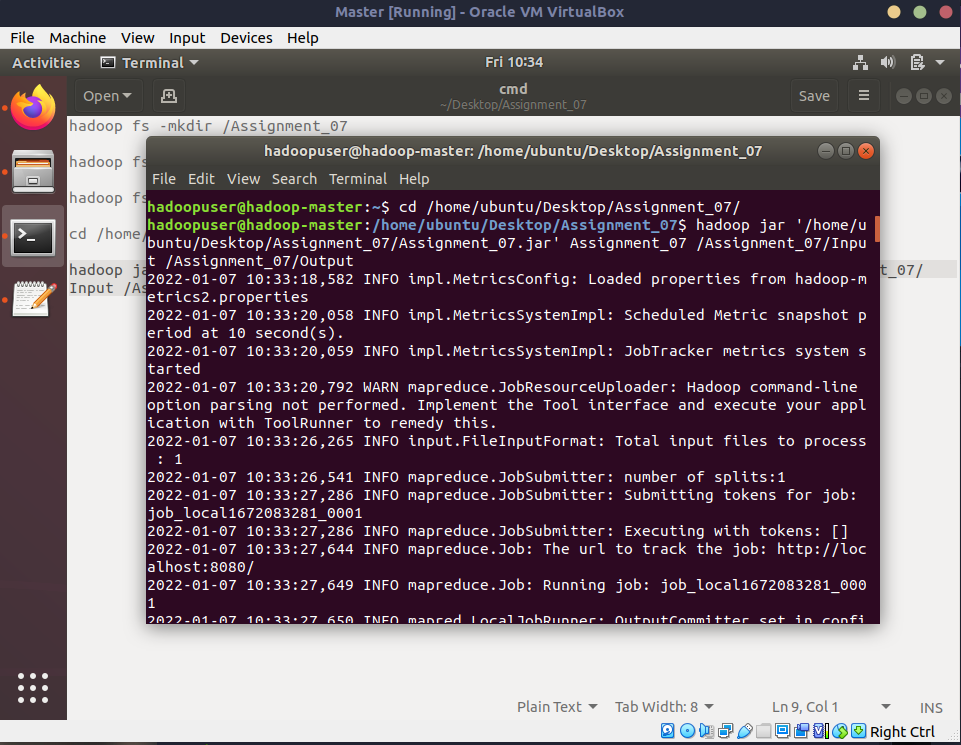 Master [Running] - Oracle VM VirtualBox
File Machine View Input Devices Help
Activities Terminal Fri 10:34
Open cmd Save
~/Desktop/Assignment_07
hadoop fs -mkdir /Assignment_07
hadoop fs
hadoop fs
cd /home/
hadoop ja t_07/
Input /As
hadoopuser@hadoop-master: /home/ubuntu/Desktop/Assignment_07
File Edit View Search Terminal Help
hadoopuser@hadoop-master:~$ cd /home/ubuntu/Desktop/Assignment_07/
hadoopuser@hadoop-master:/home/ubuntu/Desktop/Assignment_07$ hadoop jar '/home/u
buntu/Desktop/Assignment_07/Assignment_07.jar' Assignment_07 /Assignment_07/Inpu
t /Assignment_07/Output
2022-01-07 10:33:18,582 INFO impl.MetricsConfig: Loaded properties from hadoop-m
etrics2.properties
2022-01-07 10:33:20,058 INFO impl.MetricsSystemImpl: Scheduled Metric snapshot p
eriod at 10 second(s).
2022-01-07 10:33:20,059 INFO impl.MetricsSystemImpl: JobTracker metrics system s
tarted
2022-01-07 10:33:20,792 WARN mapreduce.JobResourceUploader: Hadoop command-line
option parsing not performed. Implement the Tool interface and execute your appl
ication with ToolRunner to remedy this.
2022-01-07 10:33:26,265 INFO input.FileInputFormat: Total input files to process
: 1
2022-01-07 10:33:26,541 INFO mapreduce.JobSubmitter: number of splits:1
2022-01-07 10:33:27,286 INFO mapreduce.JobSubmitter: Submitting tokens for job:
job_local1672083281_0001
2022-01-07 10:33:27,286 INFO mapreduce.JobSubmitter: Executing with tokens: []
2022-01-07 10:33:27,644 INFO mapreduce.Job: The url to track the job: http://loc
alhost:8080/
2022-01-07 10:33:27,649 INFO mapreduce.Job: Running job: job_local1672083281_000
1
2022-01-07 10:33:27,650 INFO mapred.LocalJobRunner: OutputCommitter set in confi
Plain Text Tab Width: 8 Ln 9, Col 1 INS
Right Ctrl